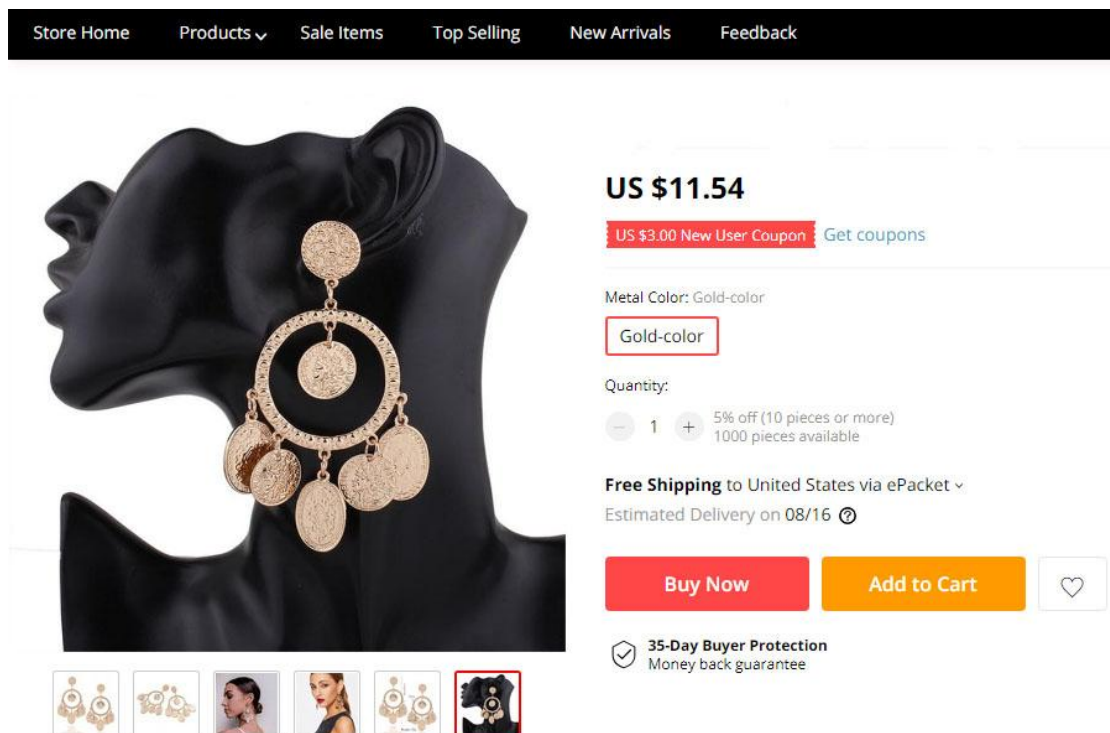 Store Home Products Sale Items Top Selling New Arrivals Feedback
US $11.54
US $3.00 New User Coupon Get coupons
Metal Color: Gold-color
Gold-color
Quantity:
− 1 + 5% off (10 pieces or more)
1000 pieces available
Free Shipping to United States via ePacket
Estimated Delivery on 08/16 ?
Buy Now Add to Cart
35-Day Buyer Protection
Money back guarantee